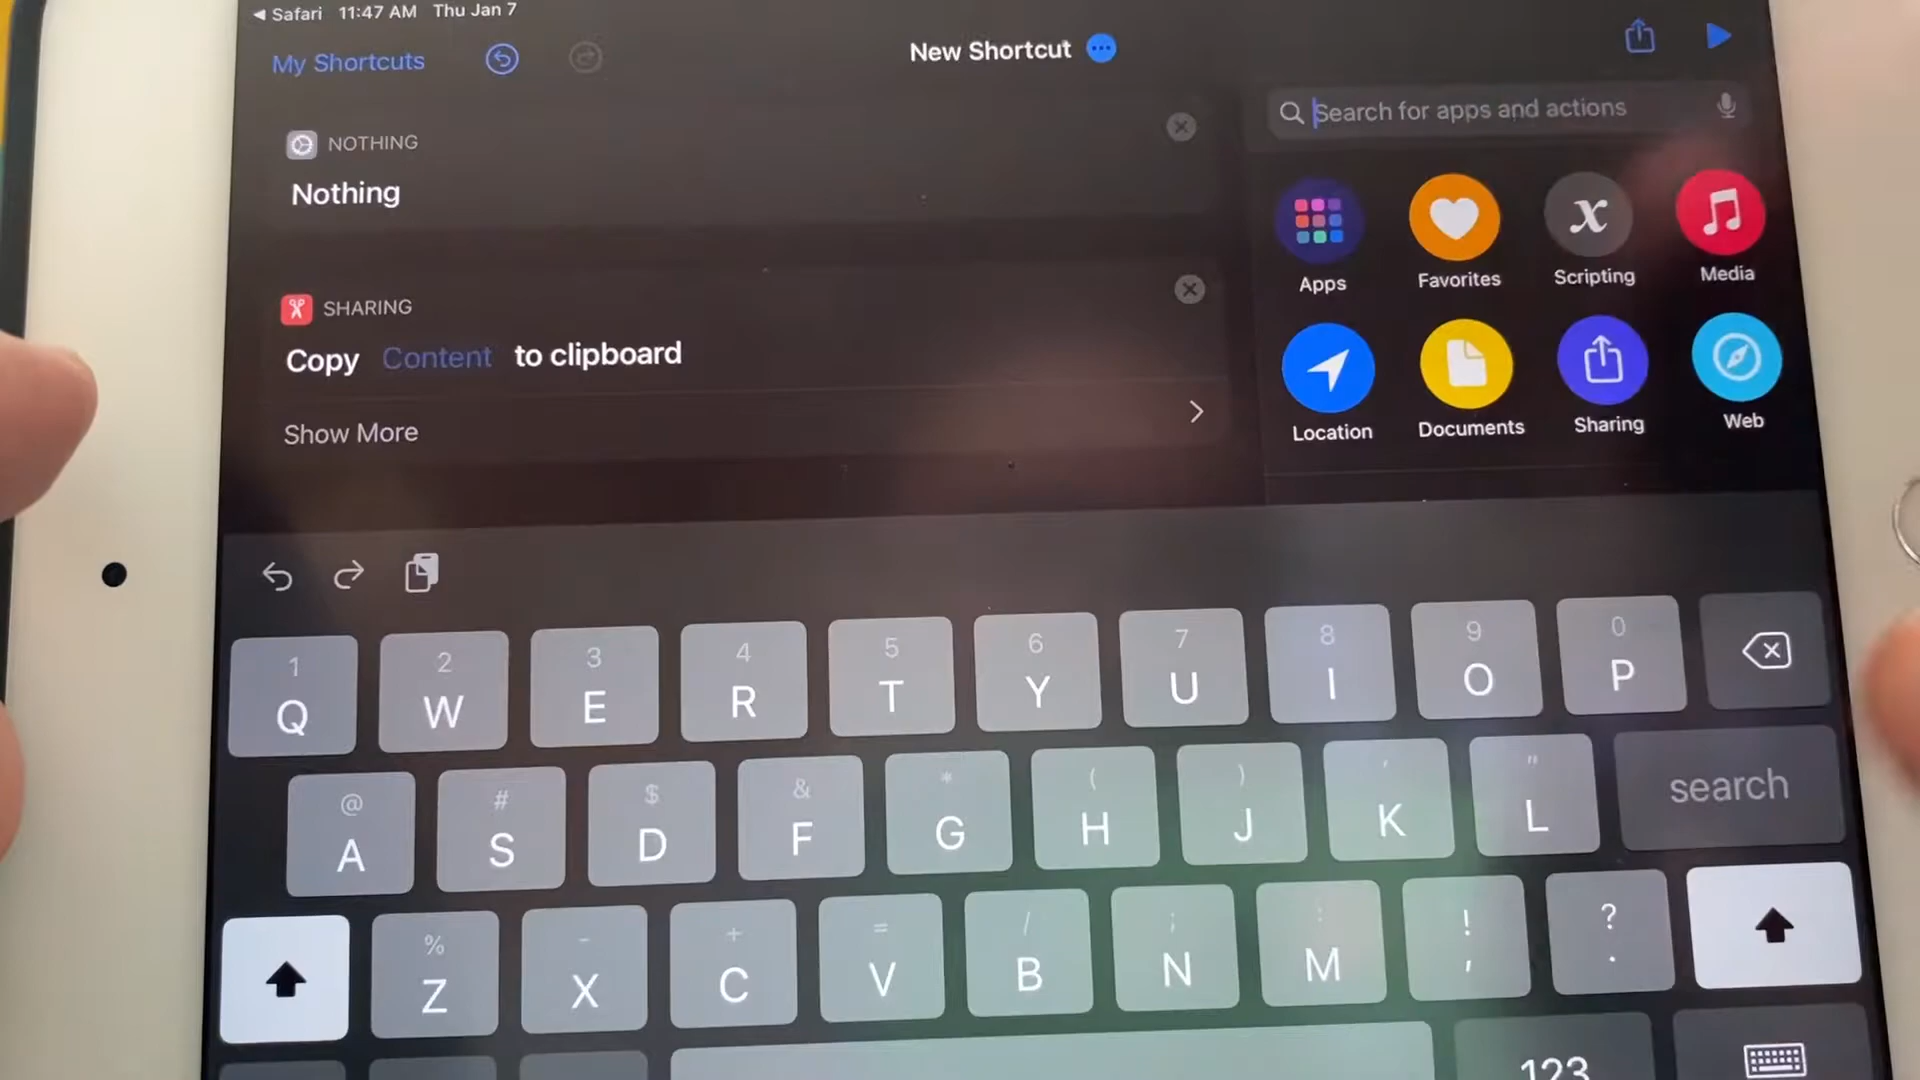 Safari 11:47 AM Thu Jan 7
My Shortcuts
New Shortcut
NOTHING
Nothing
SHARING
Copy Content to clipboard
Show More
Search for apps and actions
Apps Favorites Scripting Media
Location Documents Sharing Web
1 2 3 4 5 6 7 8 9 0
Q W E R T Y U I O P
@ # $ & * ( ) ' "
A S D F G H J K L search
% - + = / ; : ! ?
Z X C V B N M , .
123